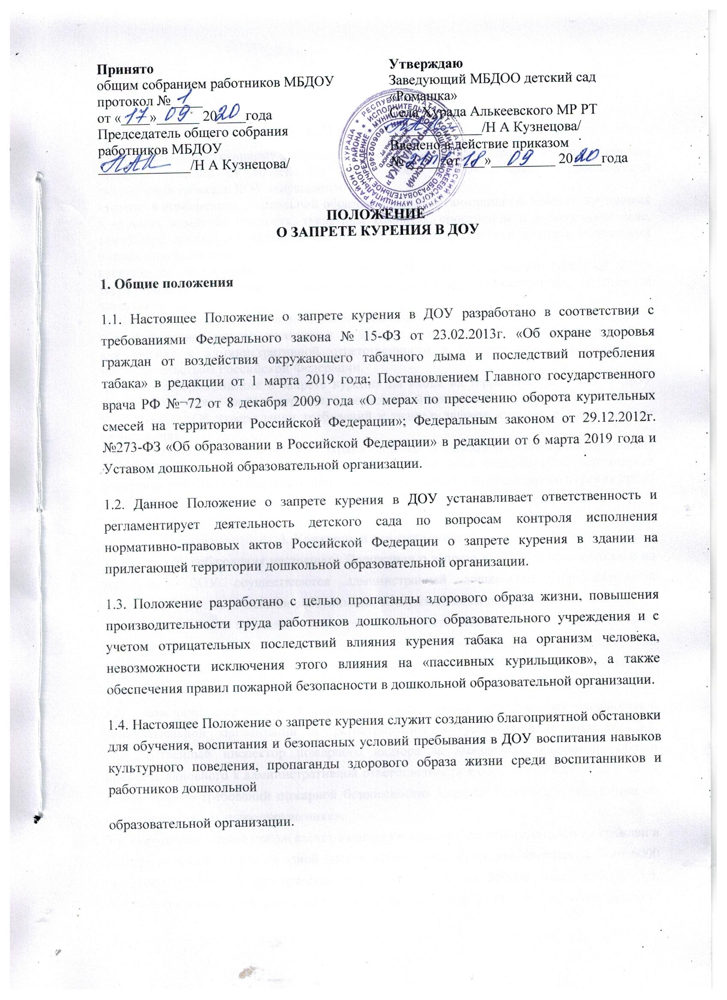 Принято
общим собранием работников МБДОУ
протокол № 1
от «17» 09 2020 года
Председатель общего собрания
работников МБДОУ
/Н А Кузнецова/
Утверждаю
Заведующий МБДОО детский сад
«Ромашка»
Села Хурада Алькеевского МР РТ
/Н А Кузнецова/
Введено в действие приказом
№ от 18» 09 2020 года
ПОЛОЖЕНИЕ
О ЗАПРЕТЕ КУРЕНИЯ В ДОУ
1. Общие положения
1.1. Настоящее Положение о запрете курения в ДОУ разработано в соответствии с
требованиями Федерального закона № 15-ФЗ от 23.02.2013г. «Об охране здоровья
граждан от воздействия окружающего табачного дыма и последствий потребления
табака» в редакции от 1 марта 2019 года; Постановлением Главного государственного
врача РФ №¬72 от 8 декабря 2009 года «О мерах по пресечению оборота курительных
смесей на территории Российской Федерации»; Федеральным законом от 29.12.2012г.
№273-ФЗ «Об образовании в Российской Федерации» в редакции от 6 марта 2019 года и
Уставом дошкольной образовательной организации.
1.2. Данное Положение о запрете курения в ДОУ устанавливает ответственность и
регламентирует деятельность детского сада по вопросам контроля исполнения
нормативно-правовых актов Российской Федерации о запрете курения в здании на
прилегающей территории дошкольной образовательной организации.
1.3. Положение разработано с целью пропаганды здорового образа жизни, повышения
производительности труда работников дошкольного образовательного учреждения и с
учетом отрицательных последствий влияния курения табака на организм человека,
невозможности исключения этого влияния на «пассивных курильщиков», а также
обеспечения правил пожарной безопасности в дошкольной образовательной организации.
1.4. Настоящее Положение о запрете курения служит созданию благоприятной обстановки
для обучения, воспитания и безопасных условий пребывания в ДОУ воспитания навыков
культурного поведения, пропаганды здорового образа жизни среди воспитанников и
работников дошкольной
образовательной организации.